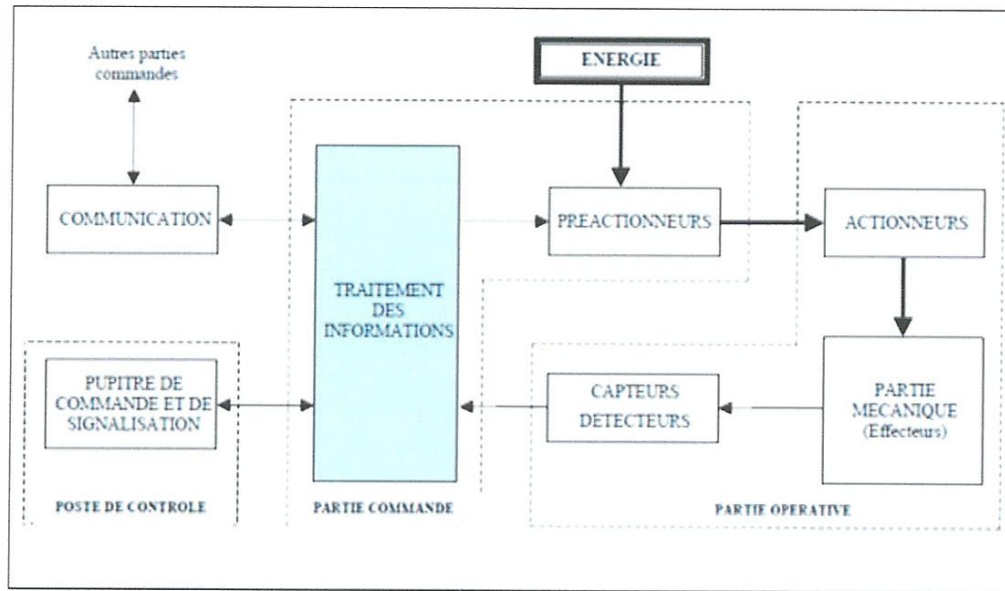 Autres parties
commandes
ENERGIE
COMMUNICATION
PREACTIONNEURS
ACTIONNEURS
TRAITEMENT
DES
INFORMATIONS
PUPITRE DE
COMMANDE ET DE
SIGNALISATION
CAPTEURS
DETECTEURS
PARTIE
MECANIQUE
(Effecteurs)
POSTE DE CONTROLE
PARTIE COMMANDE
PARTIE OPERATIVE